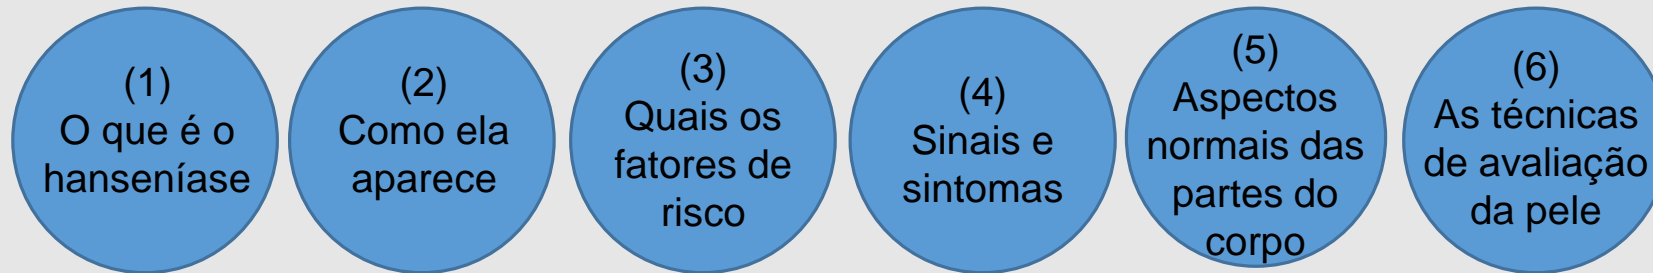 (1)
O que é o
hanseníase
(2)
Como ela
aparece
(3)
Quais os
fatores de
risco
(4)
Sinais e
sintomas
(5)
Aspectos
normais das
partes do
corpo
(6)
As técnicas
de avaliação
da pele